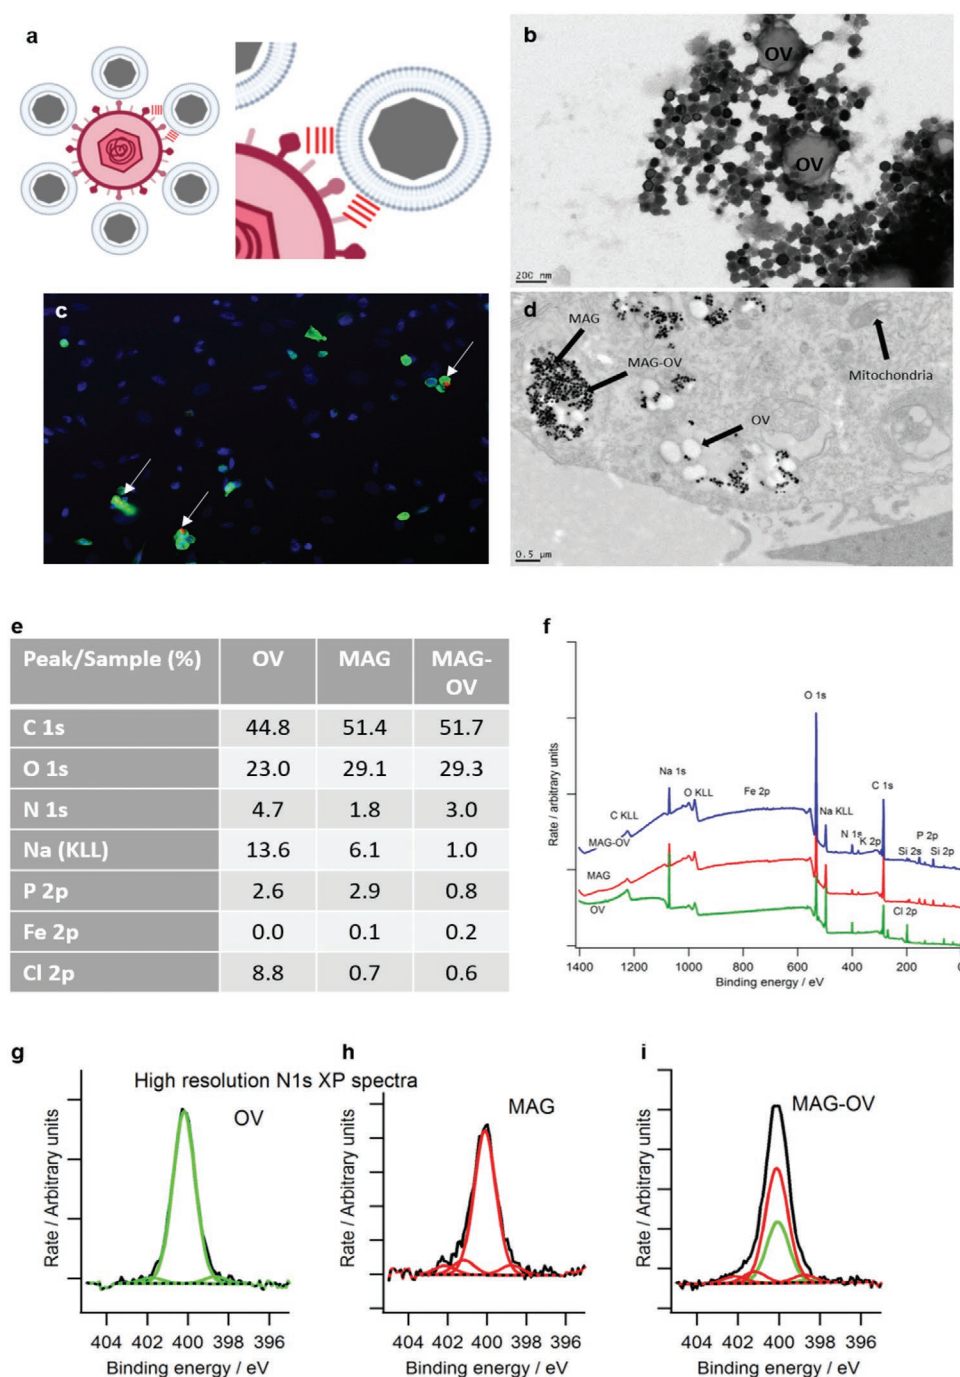 a
b
OV
OV
200 nm
c
d
MAG
MAG-OV
Mitochondria
OV
0.5 µm
e
Peak/Sample (%) OV MAG MAG-
OV
C 1s 44.8 51.4 51.7
O 1s 23.0 29.1 29.3
N 1s 4.7 1.8 3.0
Na (KLL) 13.6 6.1 1.0
P 2p 2.6 2.9 0.8
Fe 2p 0.0 0.1 0.2
Cl 2p 8.8 0.7 0.6
f
Rate / arbitrary units
O 1s
Na 1s
C 1s
O KLL
Fe 2p
C KLL
Na KLL
P 2p
N 1s
K 2p
Si 2s
Si 2p
MAG-OV
MAG
OV
Cl 2p
1400 1200 1000 800 600 400 200 0
Binding energy / eV
g
h
i
High resolution N1s XP spectra
OV
MAG
MAG-OV
Rate / Arbitrary units
Rate / Arbitrary units
Rate / Arbitrary units
404 402 400 398 396
404 402 400 398 396
404 402 400 398 396
Binding energy / eV
Binding energy / eV
Binding energy / eV